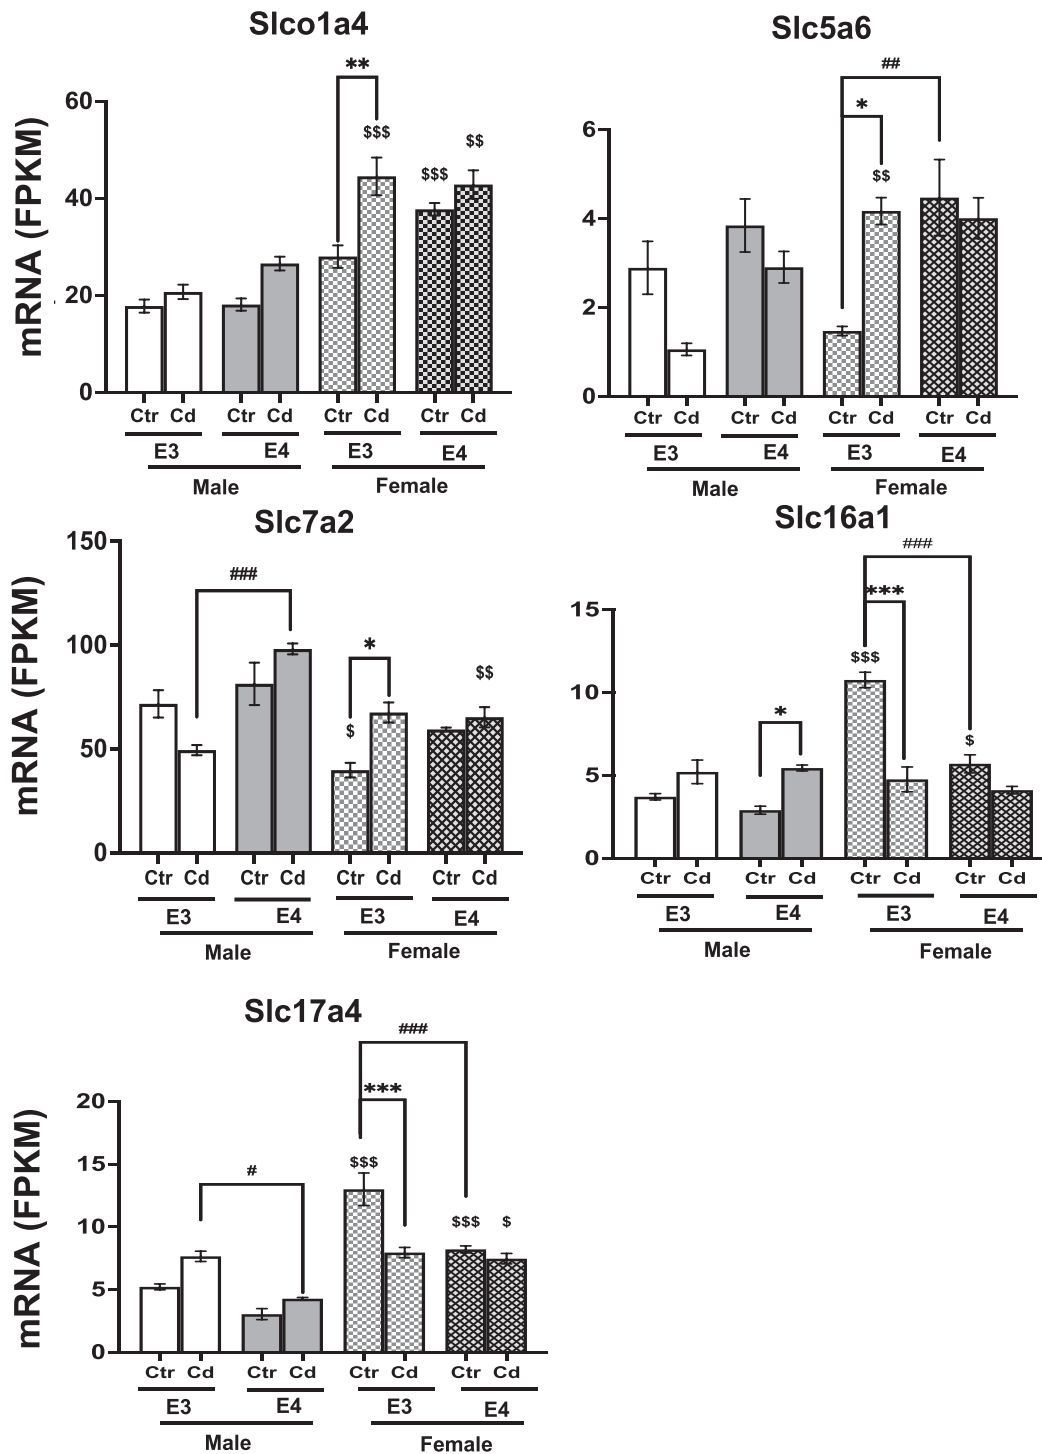 Slco1a4
mRNA (FPKM)
60
40
20
0
**
$$$
$$$
$$
Ctr Cd Ctr Cd Ctr Cd Ctr Cd
E3 E4 E3 E4
Male Female
Slc5a6
6
4
2
0
##
*
$$
Ctr Cd Ctr Cd Ctr Cd Ctr Cd
E3 E4 E3 E4
Male Female
Slc7a2
mRNA (FPKM)
150
100
50
0
###
*
$
$$
Ctr Cd Ctr Cd Ctr Cd Ctr Cd
E3 E4 E3 E4
Male Female
Slc16a1
15
10
5
0
###
***
$$$
*
$
Ctr Cd Ctr Cd Ctr Cd Ctr Cd
E3 E4 E3 E4
Male Female
Slc17a4
mRNA (FPKM)
20
15
10
5
0
###
***
$$$
#
$$$ $
Ctr Cd Ctr Cd Ctr Cd Ctr Cd
E3 E4 E3 E4
Male Female